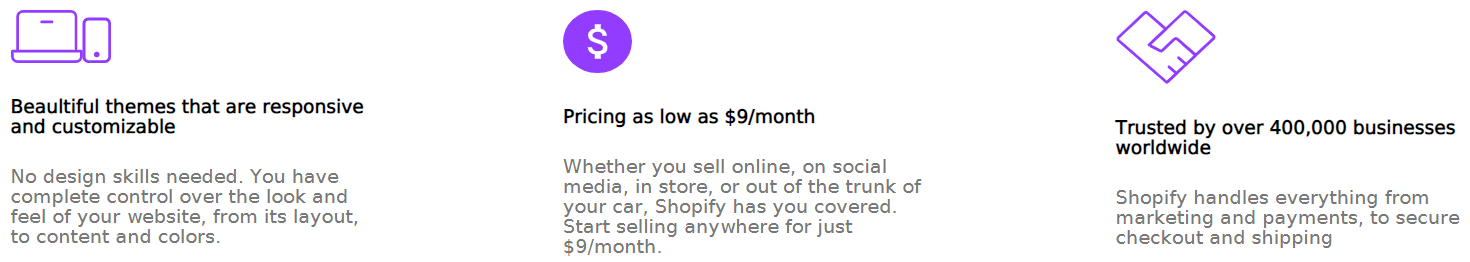 Beaultiful themes that are responsive
and customizable
No design skills needed. You have
complete control over the look and
feel of your website, from its layout,
to content and colors.
$
Pricing as low as $9/month
Whether you sell online, on social
media, in store, or out of the trunk of
your car, Shopify has you covered.
Start selling anywhere for just
$9/month.
Trusted by over 400,000 businesses
worldwide
Shopify handles everything from
marketing and payments, to secure
checkout and shipping